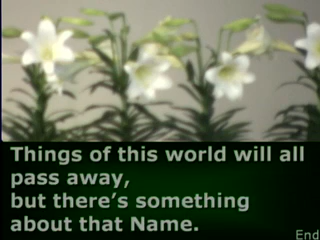 Things of this world will all
pass away,
but there's something
about that Name.
End